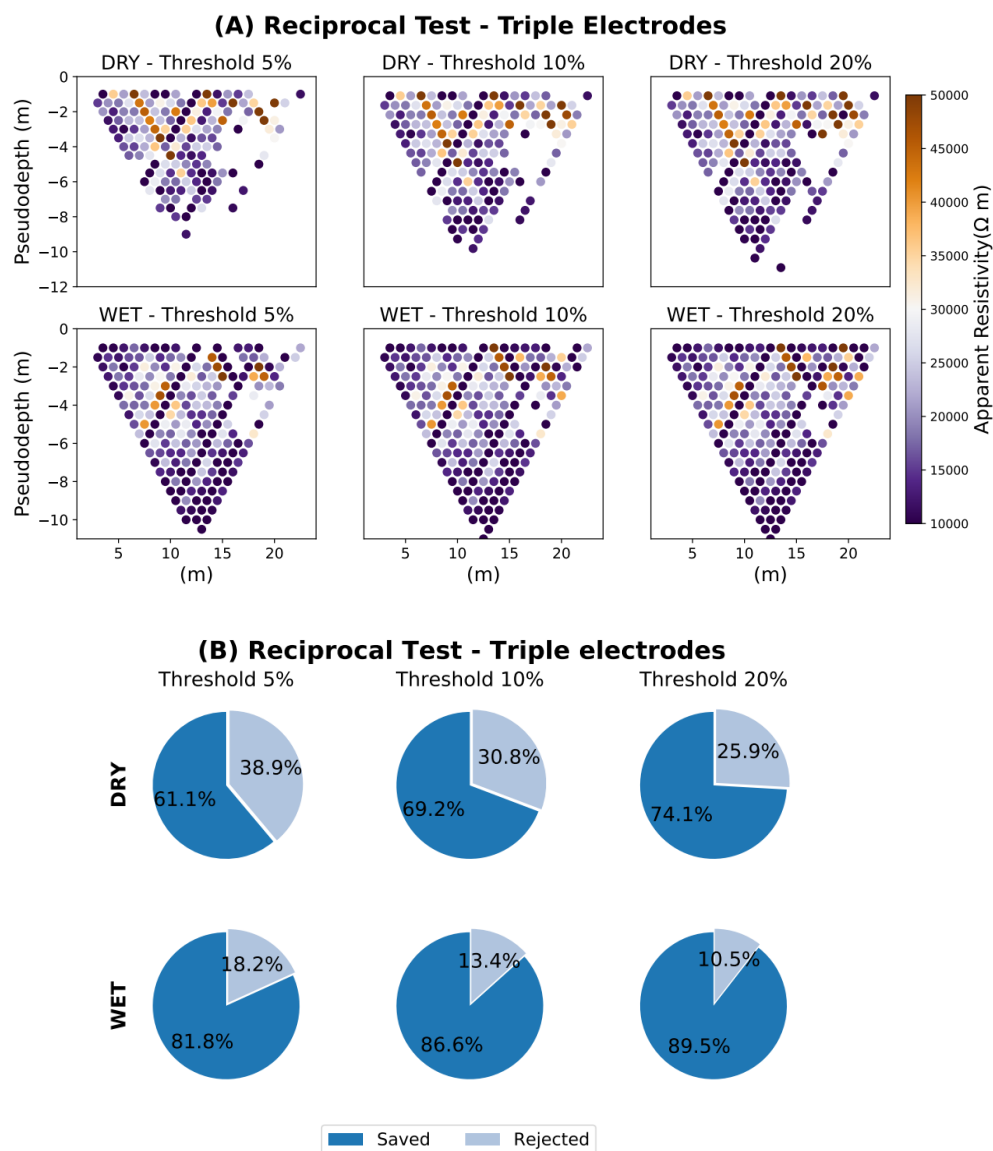 (A) Reciprocal Test - Triple Electrodes
DRY - Threshold 5%
DRY - Threshold 10%
DRY - Threshold 20%
0
−2
−4
−6
−8
−10
−12
Pseudodepth (m)
WET - Threshold 5%
WET - Threshold 10%
WET - Threshold 20%
0
−2
−4
−6
−8
−10
Pseudodepth (m)
5 10 15 20
5 10 15 20
5 10 15 20
(m)
(m)
(m)
50000
45000
40000
35000
30000
25000
20000
15000
10000
Apparent Resistivity(Ω m)
(B) Reciprocal Test - Triple electrodes
Threshold 5%
Threshold 10%
Threshold 20%
DRY
38.9%
61.1%
30.8%
69.2%
25.9%
74.1%
WET
18.2%
81.8%
13.4%
86.6%
10.5%
89.5%
Saved
Rejected